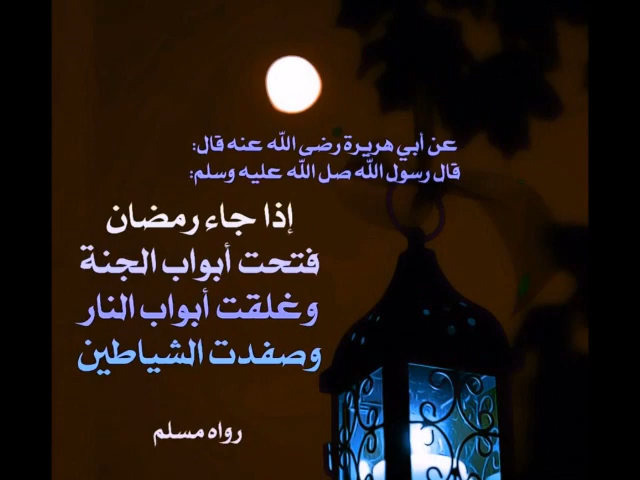 عن أبي هريرة رضى الله عنه قال:
قال رسول الله صل الله عليه وسلم:
إذا جاء رمضان
فتحت أبواب الجنة
وغلقت أبواب النار
وصفدت الشياطين
رواه مسلم